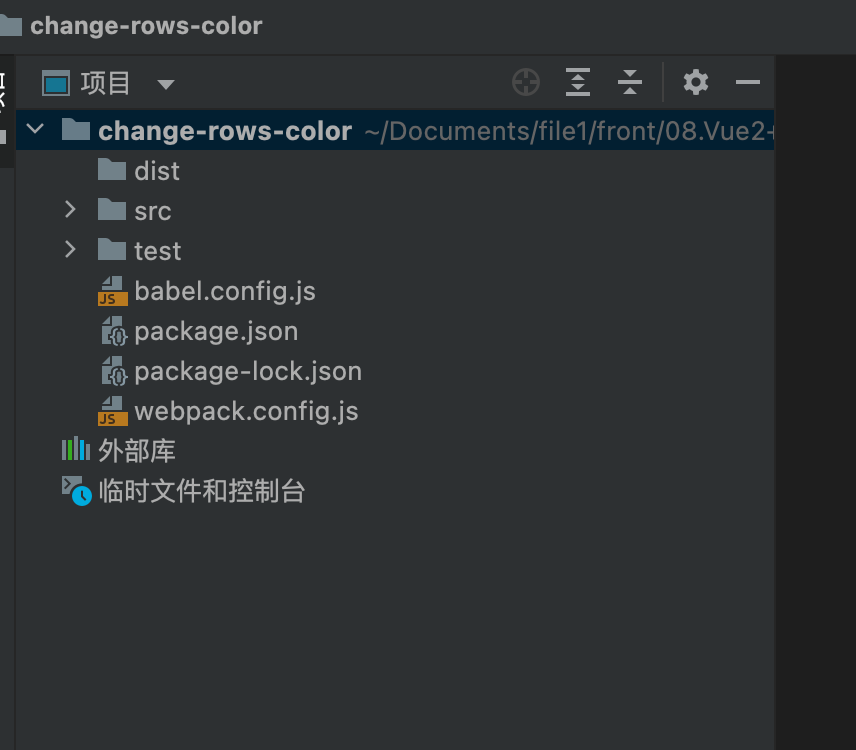 change-rows-color
项目
change-rows-color ~/Documents/file1/front/08.Vue2+
dist
src
test
JS babel.config.js
package.json
package-lock.json
JS webpack.config.js
外部库
临时文件和控制台